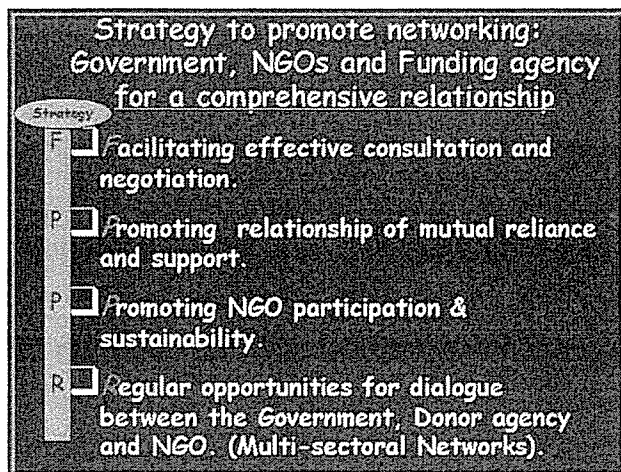 Strategy to promote networking:
Government, NGOs and Funding agency
for a comprehensive relationship
Strategy
F Facilitating effective consultation and
negotiation.
P Promoting relationship of mutual reliance
and support.
P Promoting NGO participation &
sustainability.
R Regular opportunities for dialogue
between the Government, Donor agency
and NGO. (Multi-sectoral Networks).